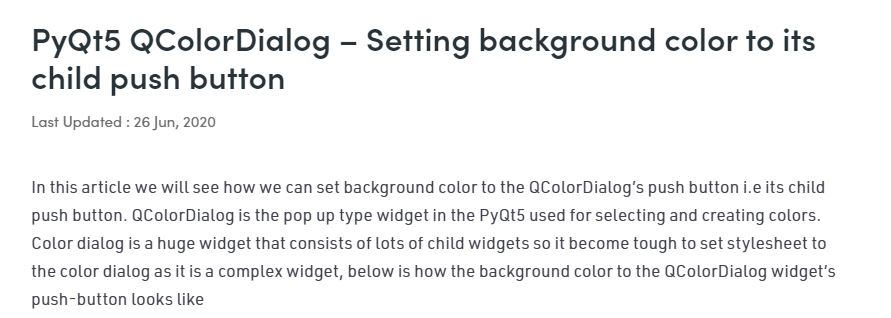 PyQt5 QColorDialog – Setting background color to its
child push button
Last Updated : 26 Jun, 2020
In this article we will see how we can set background color to the QColorDialog’s push button i.e its child
push button. QColorDialog is the pop up type widget in the PyQt5 used for selecting and creating colors.
Color dialog is a huge widget that consists of lots of child widgets so it become tough to set stylesheet to
the color dialog as it is a complex widget, below is how the background color to the QColorDialog widget’s
push-button looks like